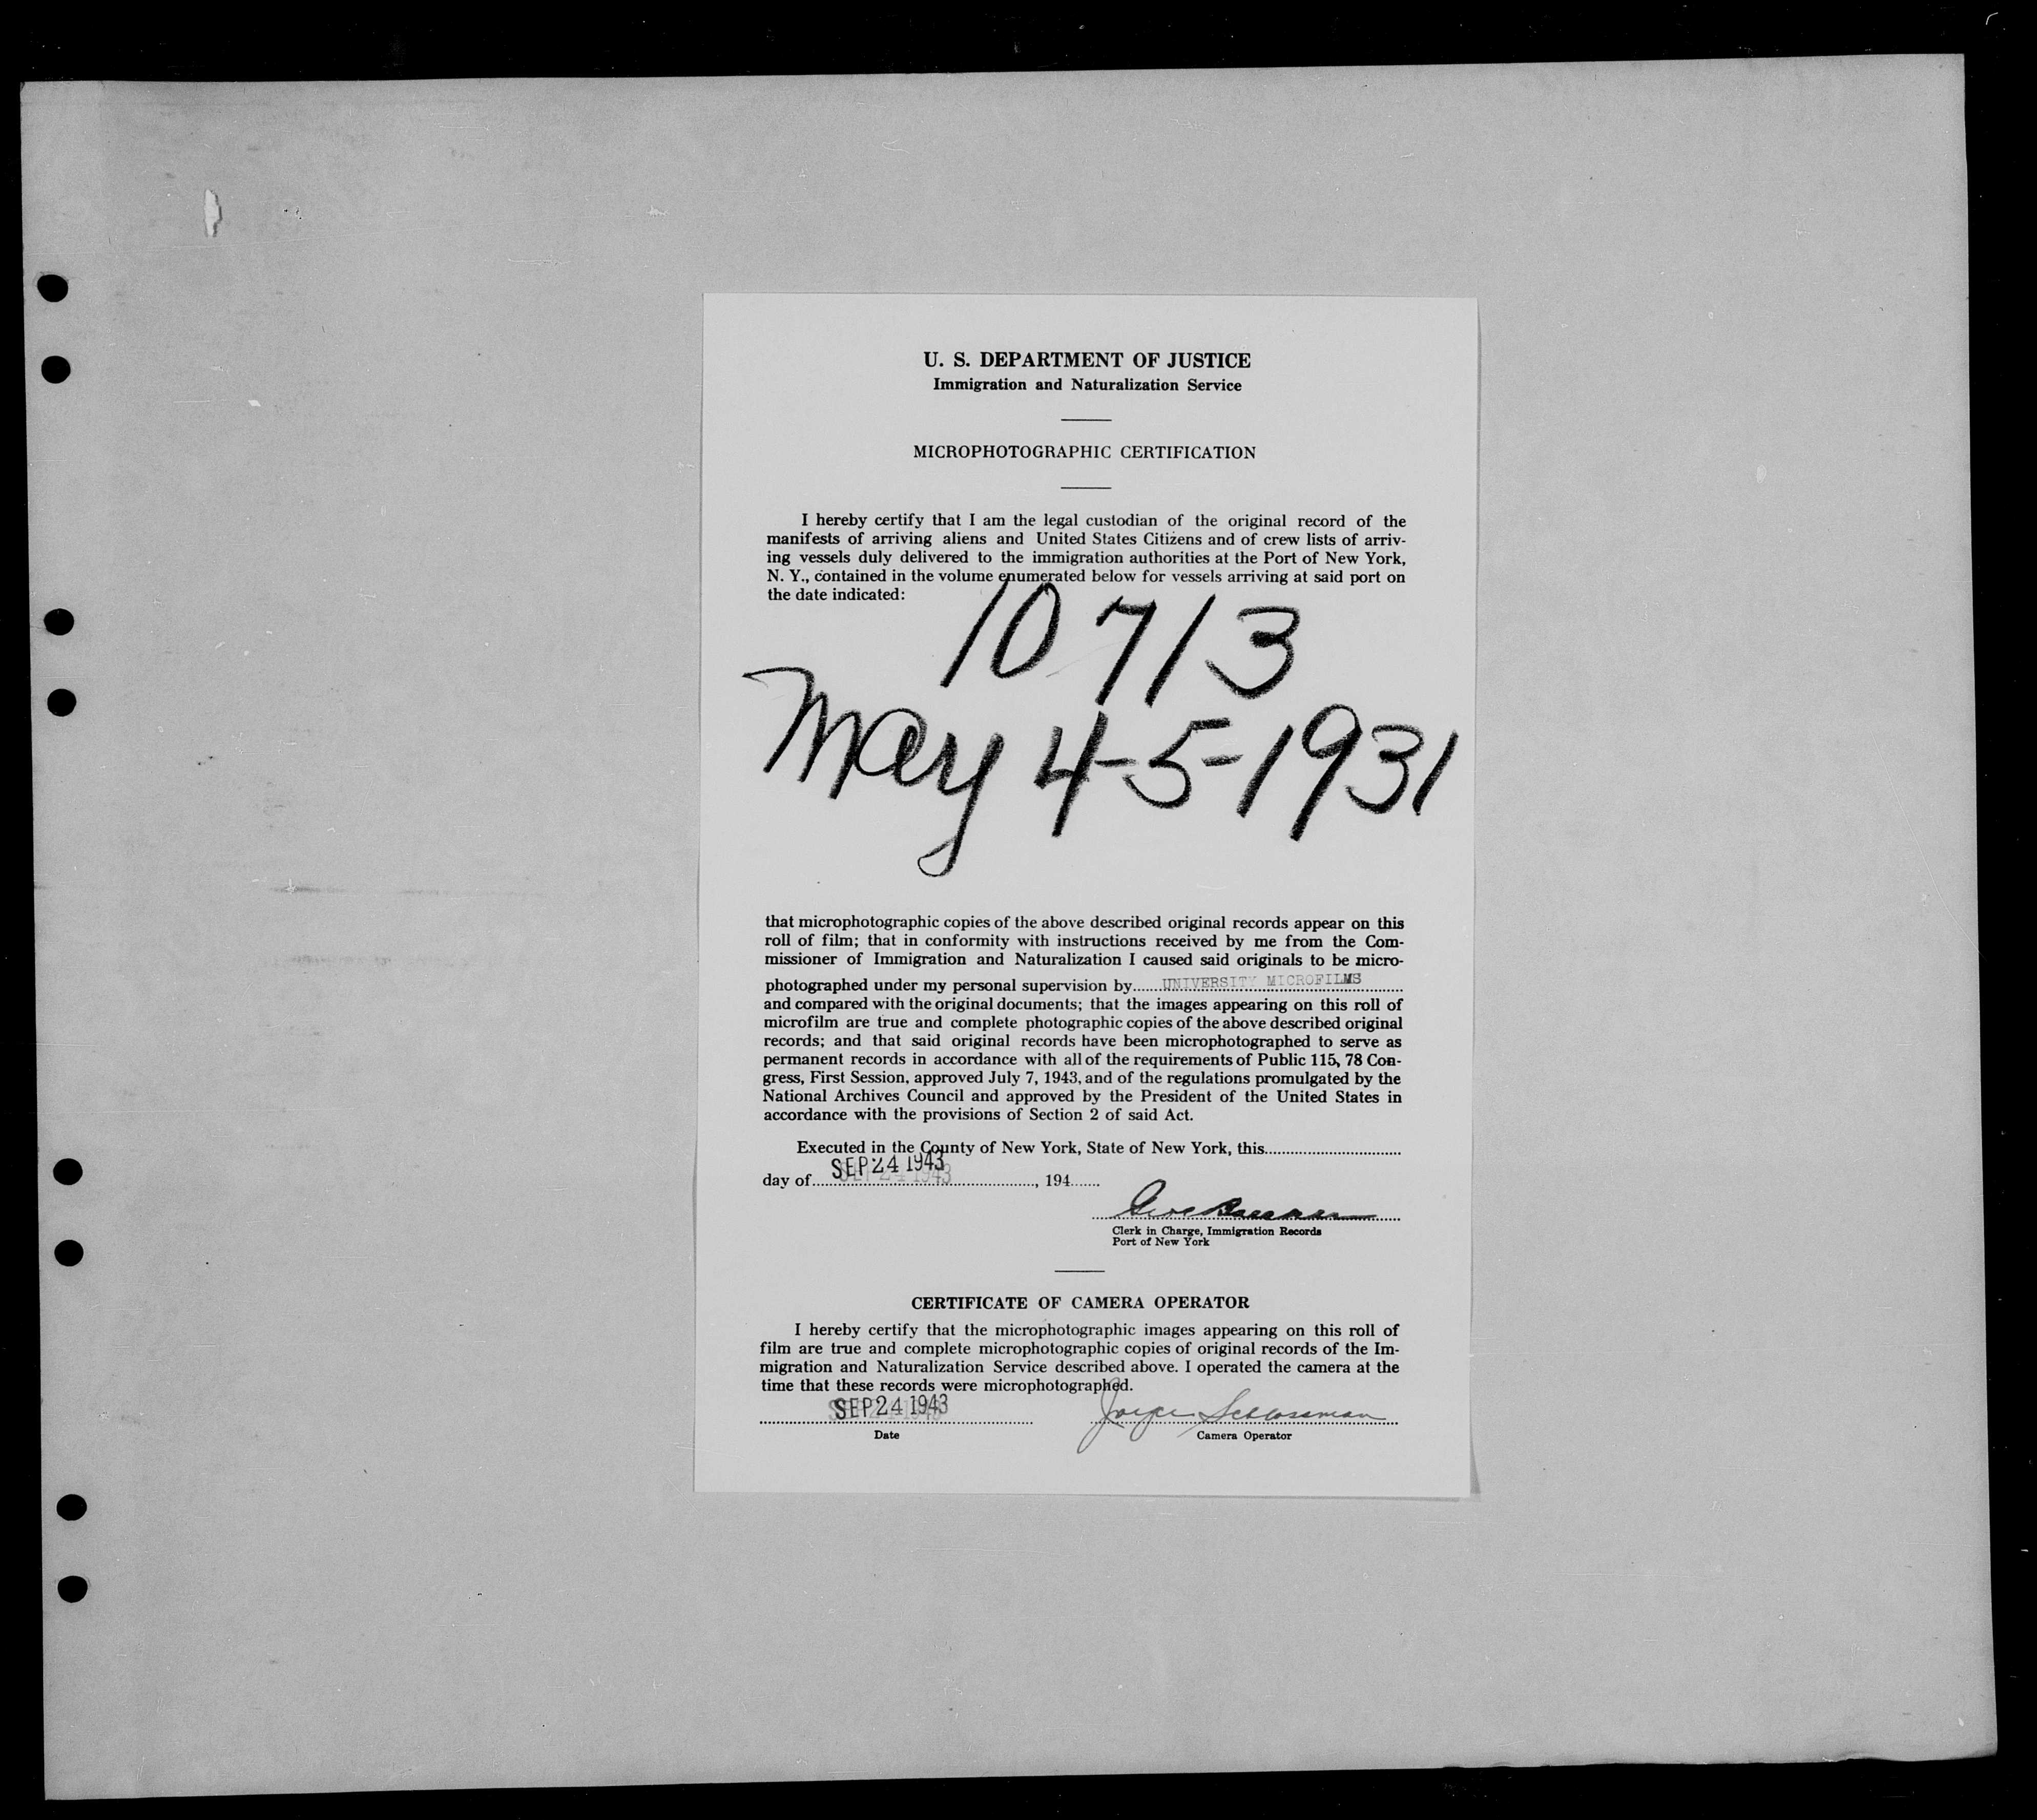 U. S. DEPARTMENT OF JUSTICE
Immigration and Naturalization Service
MICROPHOTOGRAPHIC CERTIFICATION
I hereby certify that I am the legal custodian of the original record of the
manifests of arriving aliens and United States Citizens and of crew lists of arriv-
ing vessels duly delivered to the immigration authorities at the Port of New York,
N. Y., contained in the volume enumerated below for vessels arriving at said port on
the date indicated:
10713
May 4-5-1931
that microphotographic copies of the above described original records appear on this
roll of film; that in conformity with instructions received by me from the Com-
missioner of Immigration and Naturalization I caused said originals to be micro-
photographed under my personal supervision by UNIVERSITY MICROFILMS
and compared with the original documents; that the images appearing on this roll of
microfilm are true and complete photographic copies of the above described original
records; and that said original records have been microphotographed to serve as
permanent records in accordance with all of the requirements of Public 115, 78 Con-
gress, First Session, approved July 7, 1943, and of the regulations promulgated by the
National Archives Council and approved by the President of the United States in
accordance with the provisions of Section 2 of said Act.
Executed in the County of New York, State of New York, this
day of SEP 24 1943, 194
Clerk in Charge, Immigration Records
Port of New York
CERTIFICATE OF CAMERA OPERATOR
I hereby certify that the microphotographic images appearing on this roll of
film are true and complete microphotographic copies of original records of the Im-
migration and Naturalization Service described above. I operated the camera at the
time that these records were microphotographed.
SEP 24 1943 Schlossman
Date Camera Operator